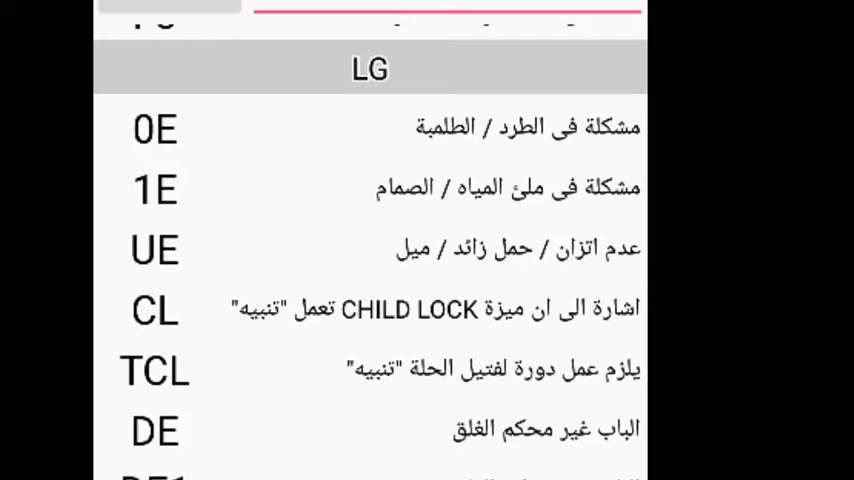 LG
0E مشكلة فى الطرد / الطلمبة
1E مشكلة فى ملئ المياه / الصمام
UE عدم اتزان / حمل زائد / ميل
CL اشارة الى ان ميزة CHILD LOCK تعمل "تنبيه"
TCL يلزم عمل دورة لفتيل الحلة "تنبيه"
DE الباب غير محكم الغلق